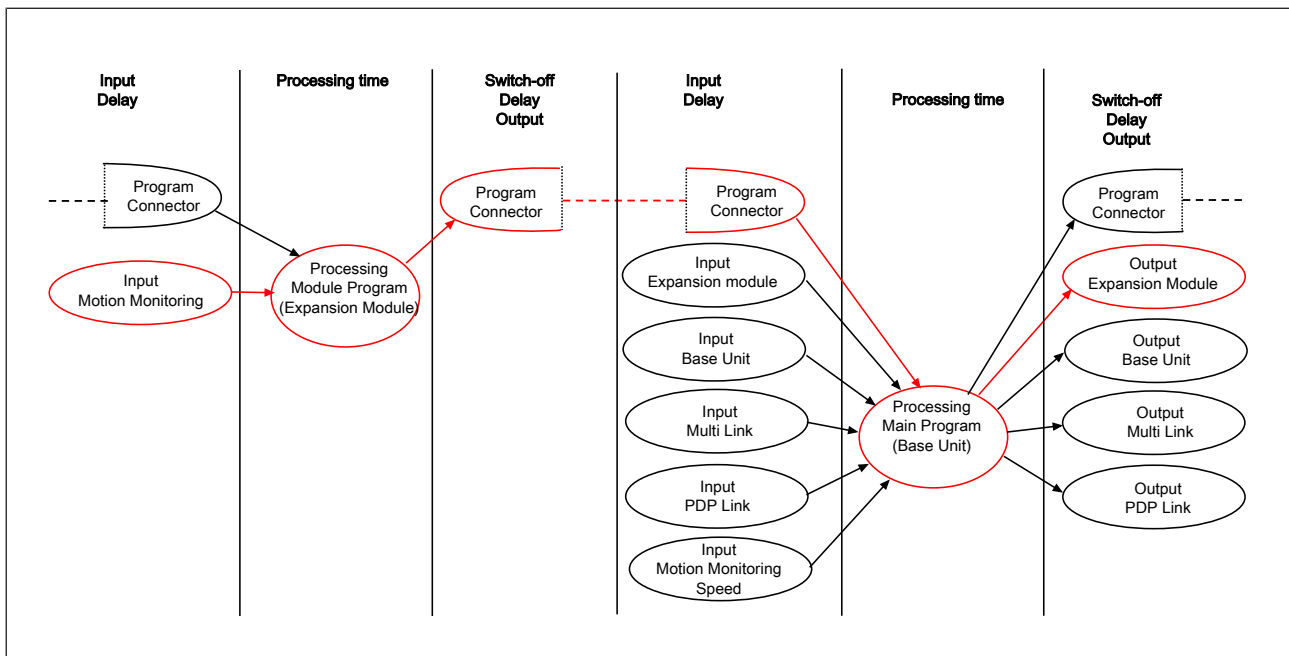 Input
Delay
Processing time
Switch-off
Delay
Output
Input
Delay
Processing time
Switch-off
Delay
Output
Program
Connector
Input
Motion Monitoring
Processing
Module Program
(Expansion Module)
Program
Connector
Program
Connector
Input
Expansion module
Input
Base Unit
Input
Multi Link
Input
PDP Link
Input
Motion Monitoring
Speed
Processing
Main Program
(Base Unit)
Program
Connector
Output
Expansion Module
Output
Base Unit
Output
Multi Link
Output
PDP Link